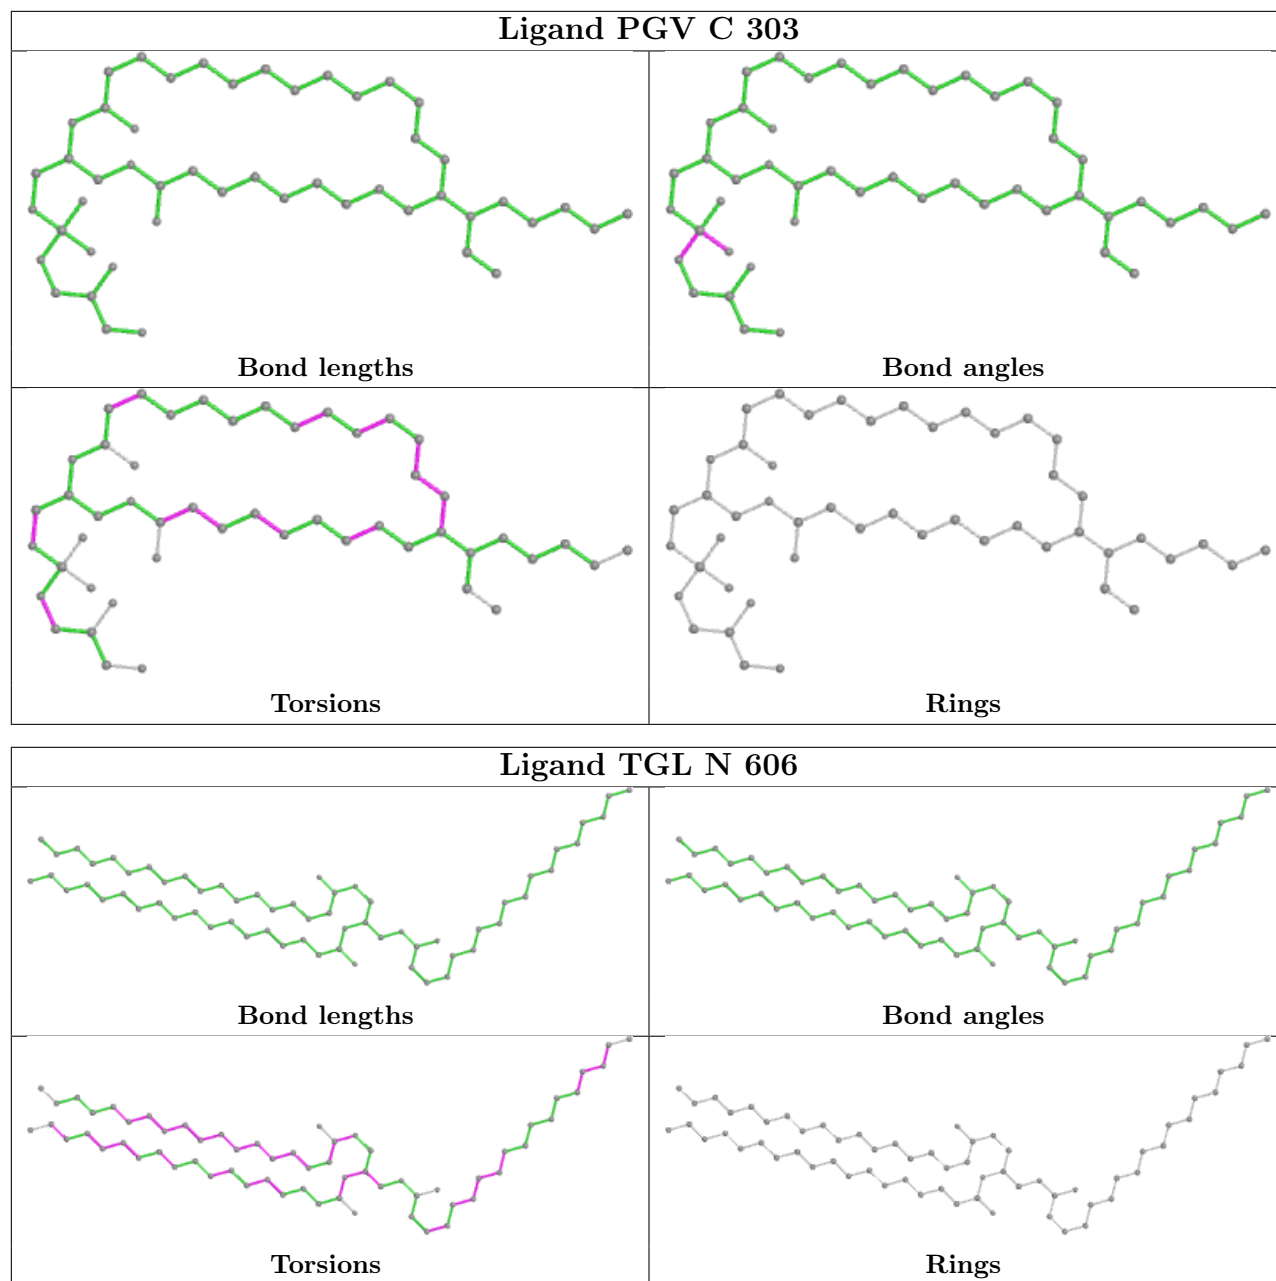 Ligand PGV C 303
Bond lengths
Bond angles
Torsions
Rings
Ligand TGL N 606
Bond lengths
Bond angles
Torsions
Rings